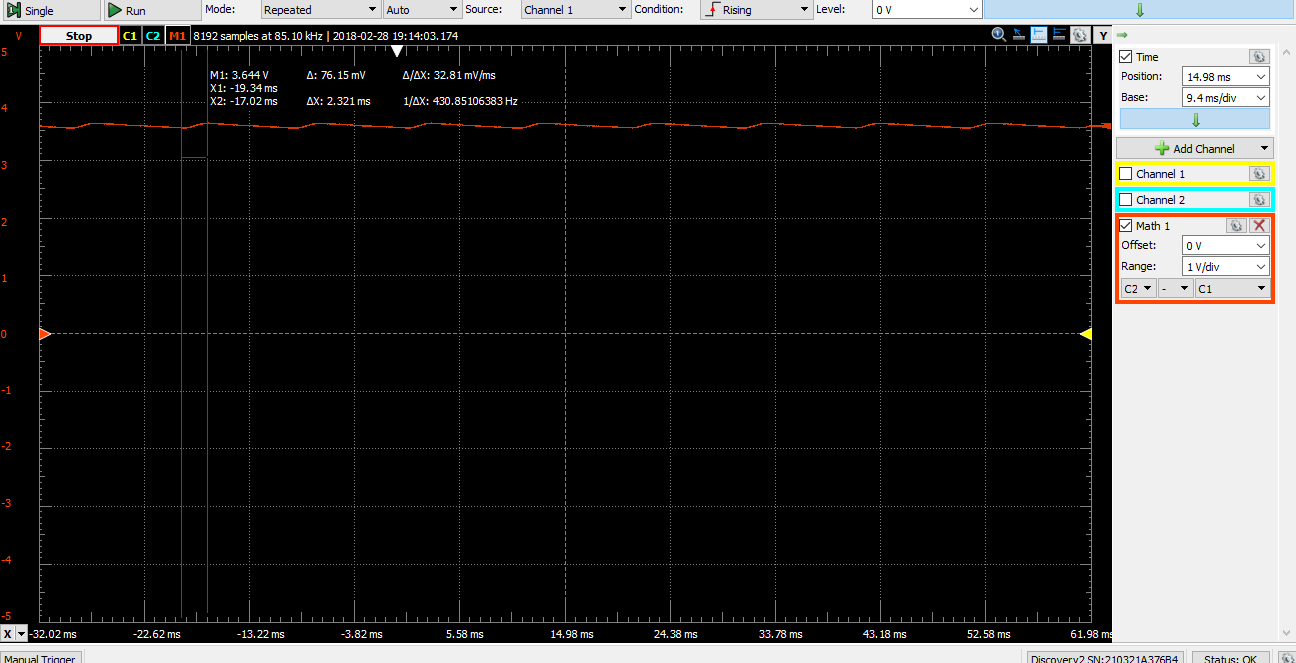 Single Run Mode: Repeated Auto Source: Channel 1 Condition: Rising Level: 0 V
V Stop C1 C2 M1 8192 samples at 85.10 kHz | 2018-02-28 19:14:03.174 Y
M1: 3.644 V Δ: 76.15 mV Δ/ΔX: 32.81 mV/ms
X1: -19.34 ms
X2: -17.02 ms ΔX: 2.321 ms 1/ΔX: 430.85106383 Hz
5
4
3
2
1
0
-1
-2
-3
-4
-5
X -32.02 ms -22.62 ms -13.22 ms -3.82 ms 5.58 ms 14.98 ms 24.38 ms 33.78 ms 43.18 ms 52.58 ms 61.98 ms
Time
Position: 14.98 ms
Base: 9.4 ms/div
Add Channel
Channel 1
Channel 2
Math 1
Offset: 0 V
Range: 1 V/div
C2 - C1
Manual Trigger Discovery2 SN:210321A376B4 Status: OK